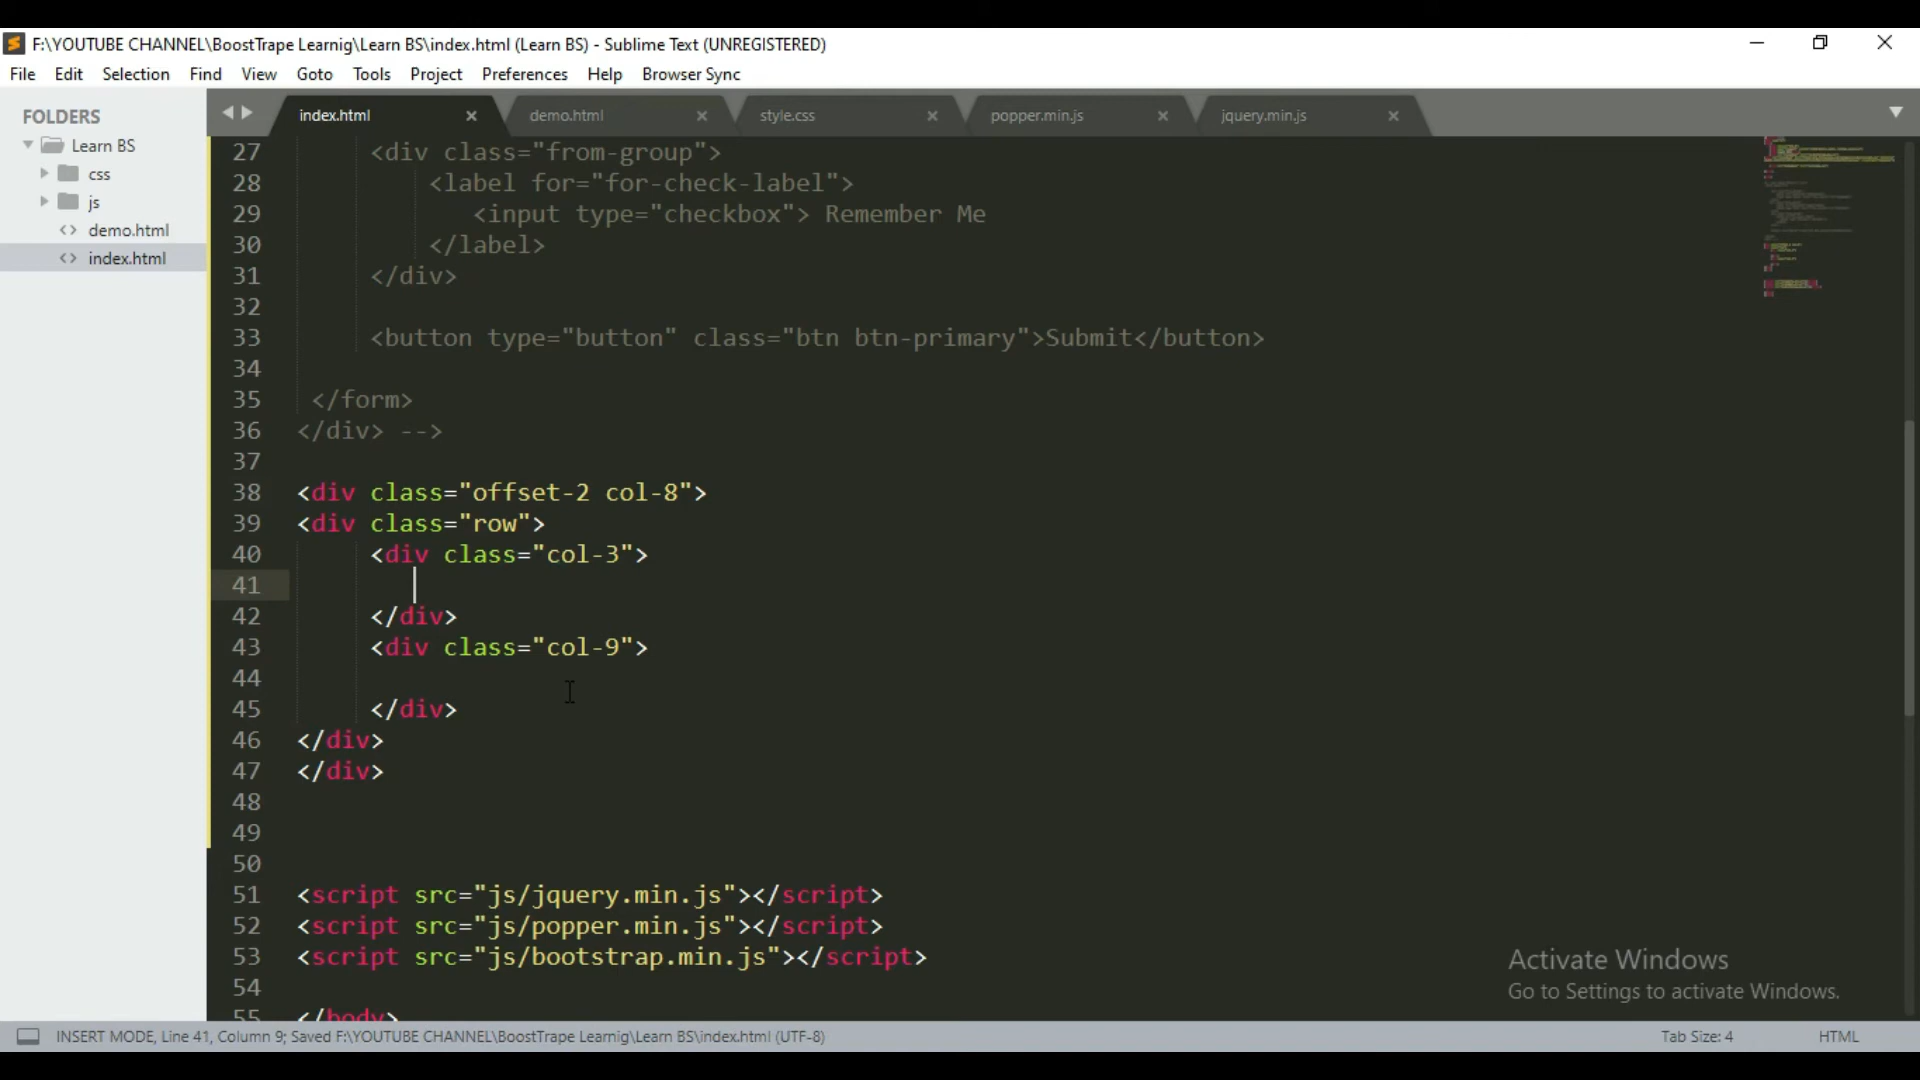 F:\YOUTUBE CHANNEL\BoostTrape Learnig\Learn BS\index.html (Learn BS) - Sublime Text (UNREGISTERED)
File Edit Selection Find View Goto Tools Project Preferences Help Browser Sync
FOLDERS
Learn BS
css
js
demo.html
index.html
index.html demo.html style.css popper.min.js jquery.min.js
27 <div class="from-group">
28 <label for="for-check-label">
29 <input type="checkbox"> Remember Me
30 </label>
31 </div>
32
33 <button type="button" class="btn btn-primary">Submit</button>
34
35 </form>
36 </div> -->
37
38 <div class="offset-2 col-8">
39 <div class="row">
40 <div class="col-3">
41
42 </div>
43 <div class="col-9">
44
45 </div>
46 </div>
47 </div>
48
49
50
51 <script src="js/jquery.min.js"></script>
52 <script src="js/popper.min.js"></script>
53 <script src="js/bootstrap.min.js"></script>
54
55 </body>
Activate Windows
Go to Settings to activate Windows.
INSERT MODE, Line 41, Column 9; Saved F:\YOUTUBE CHANNEL\BoostTrape Learnig\Learn BS\index.html (UTF-8) Tab Size: 4 HTML